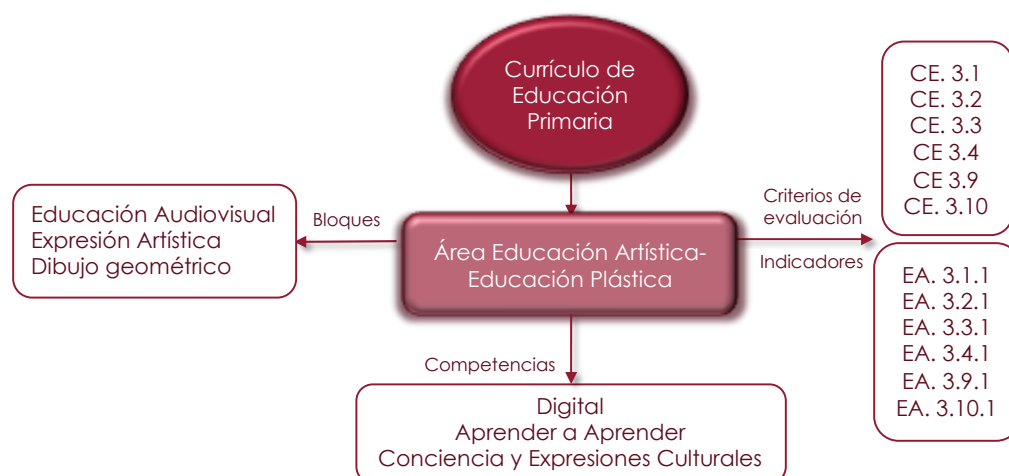 Currículo de
Educación
Primaria
CE. 3.1
CE. 3.2
CE. 3.3
CE 3.4
CE 3.9
CE. 3.10
Educación Audiovisual
Expresión Artística
Dibujo geométrico
Bloques
Área Educación Artística-
Educación Plástica
Criterios de
evaluación
Indicadores
EA. 3.1.1
EA. 3.2.1
EA. 3.3.1
EA. 3.4.1
EA. 3.9.1
EA. 3.10.1
Competencias
Digital
Aprender a Aprender
Conciencia y Expresiones Culturales